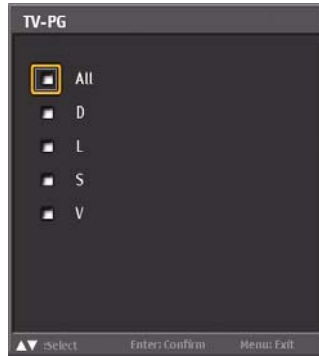 TV-PG
All
D
L
S
V
▲▼ :Select Enter: Confirm Menu: Exit